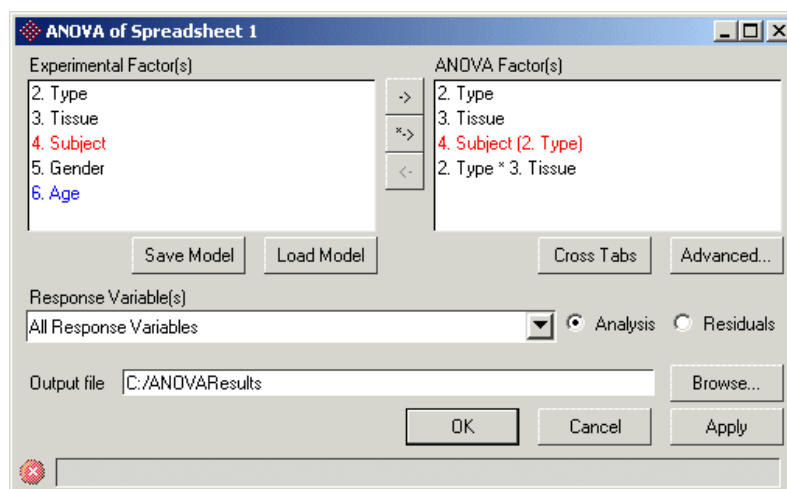 ANOVA of Spreadsheet 1
Experimental Factor(s)
2. Type
3. Tissue
4. Subject
5. Gender
6. Age
->
*->
<-
ANOVA Factor(s)
2. Type
3. Tissue
4. Subject (2. Type)
2. Type * 3. Tissue
Save Model Load Model Cross Tabs Advanced...
Response Variable(s)
All Response Variables Analysis Residuals
Output file C:/ANOVAResults Browse...
OK Cancel Apply